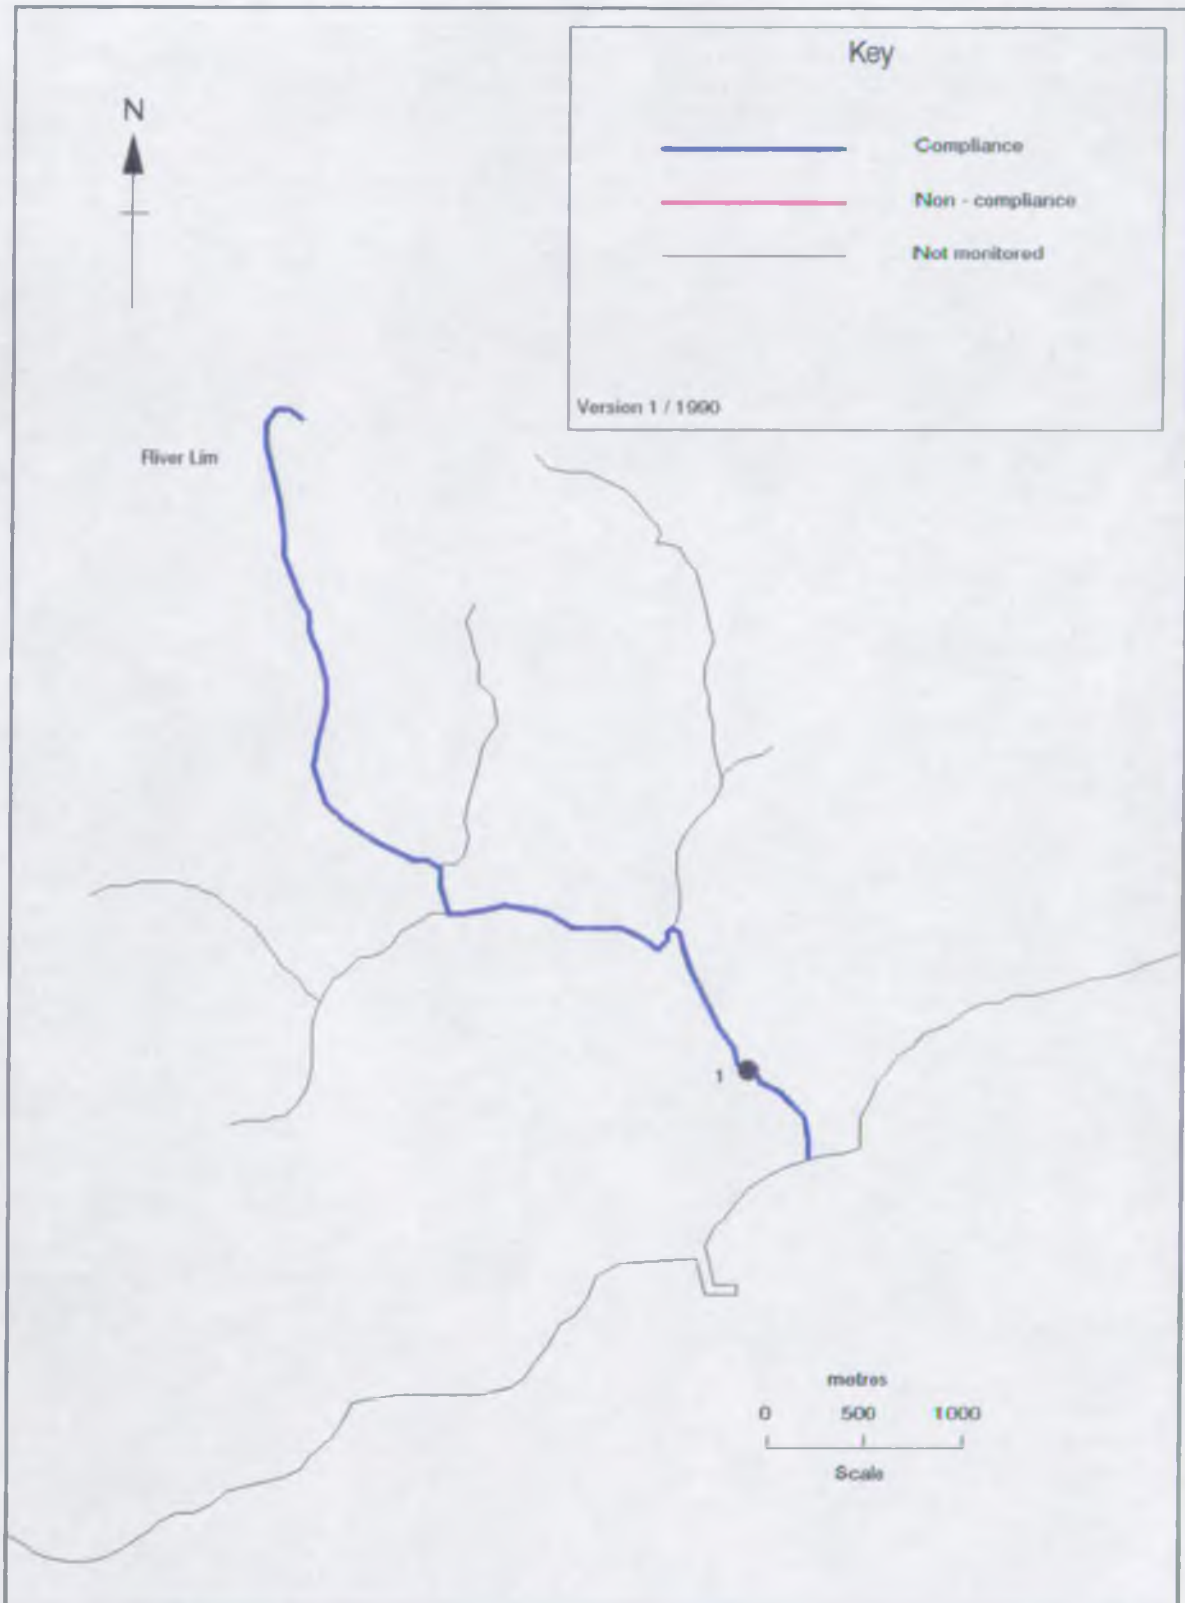 Key
N
Compliance
Non - compliance
Not monitored
Version 1 / 1990
River Lim
1
metres
0 500 1000
Scale